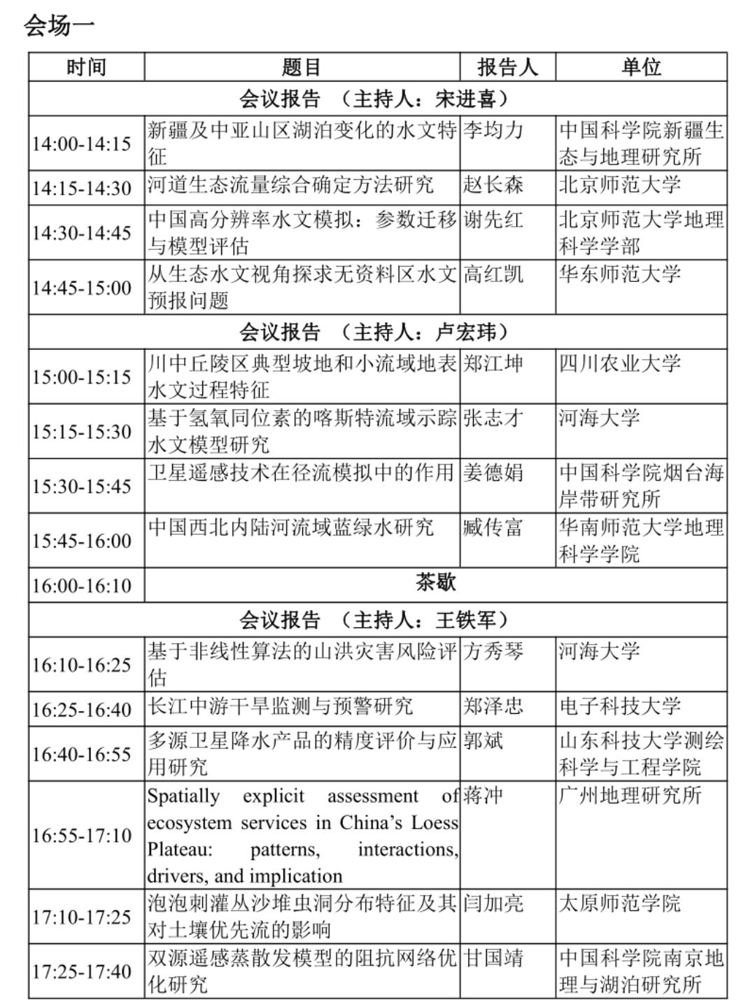 会场一
时间 题目 报告人 单位
会议报告 （主持人：宋进喜）
14:00-14:15 新疆及中亚山区湖泊变化的水文特 李均力 中国科学院新疆生
征 态与地理研究所
14:15-14:30 河道生态流量综合确定方法研究 赵长森 北京师范大学
14:30-14:45 中国高分辨率水文模拟：参数迁移 谢先红 北京师范大学地理
与模型评估 科学学部
14:45-15:00 从生态水文视角探求无资料区水文 高红凯 华东师范大学
预报问题
会议报告 （主持人：卢宏玮）
15:00-15:15 川中丘陵区典型坡地和小流域地表 郑江坤 四川农业大学
水文过程特征
15:15-15:30 基于氢氧同位素的喀斯特流域示踪 张志才 河海大学
水文模型研究
15:30-15:45 卫星遥感技术在径流模拟中的作用 姜德娟 中国科学院烟台海
岸带研究所
15:45-16:00 中国西北内陆河流域蓝绿水研究 臧传富 华南师范大学地理
科学学院
16:00-16:10 茶歇
会议报告 （主持人：王铁军）
16:10-16:25 基于非线性算法的山洪灾害风险评 方秀琴 河海大学
估
16:25-16:40 长江中游干旱监测与预警研究 郑泽忠 电子科技大学
16:40-16:55 多源卫星降水产品的精度评价与应 郭斌 山东科技大学测绘
用研究 科学与工程学院
16:55-17:10 Spatially explicit assessment of 蒋冲 广州地理研究所
ecosystem services in China’s Loess
Plateau: patterns, interactions,
drivers, and implication
17:10-17:25 泡泡刺灌丛沙堆虫洞分布特征及其 闫加亮 太原师范学院
对土壤优先流的影响
17:25-17:40 双源遥感蒸散发模型的阻抗网络优 甘国靖 中国科学院南京地
化研究 理与湖泊研究所